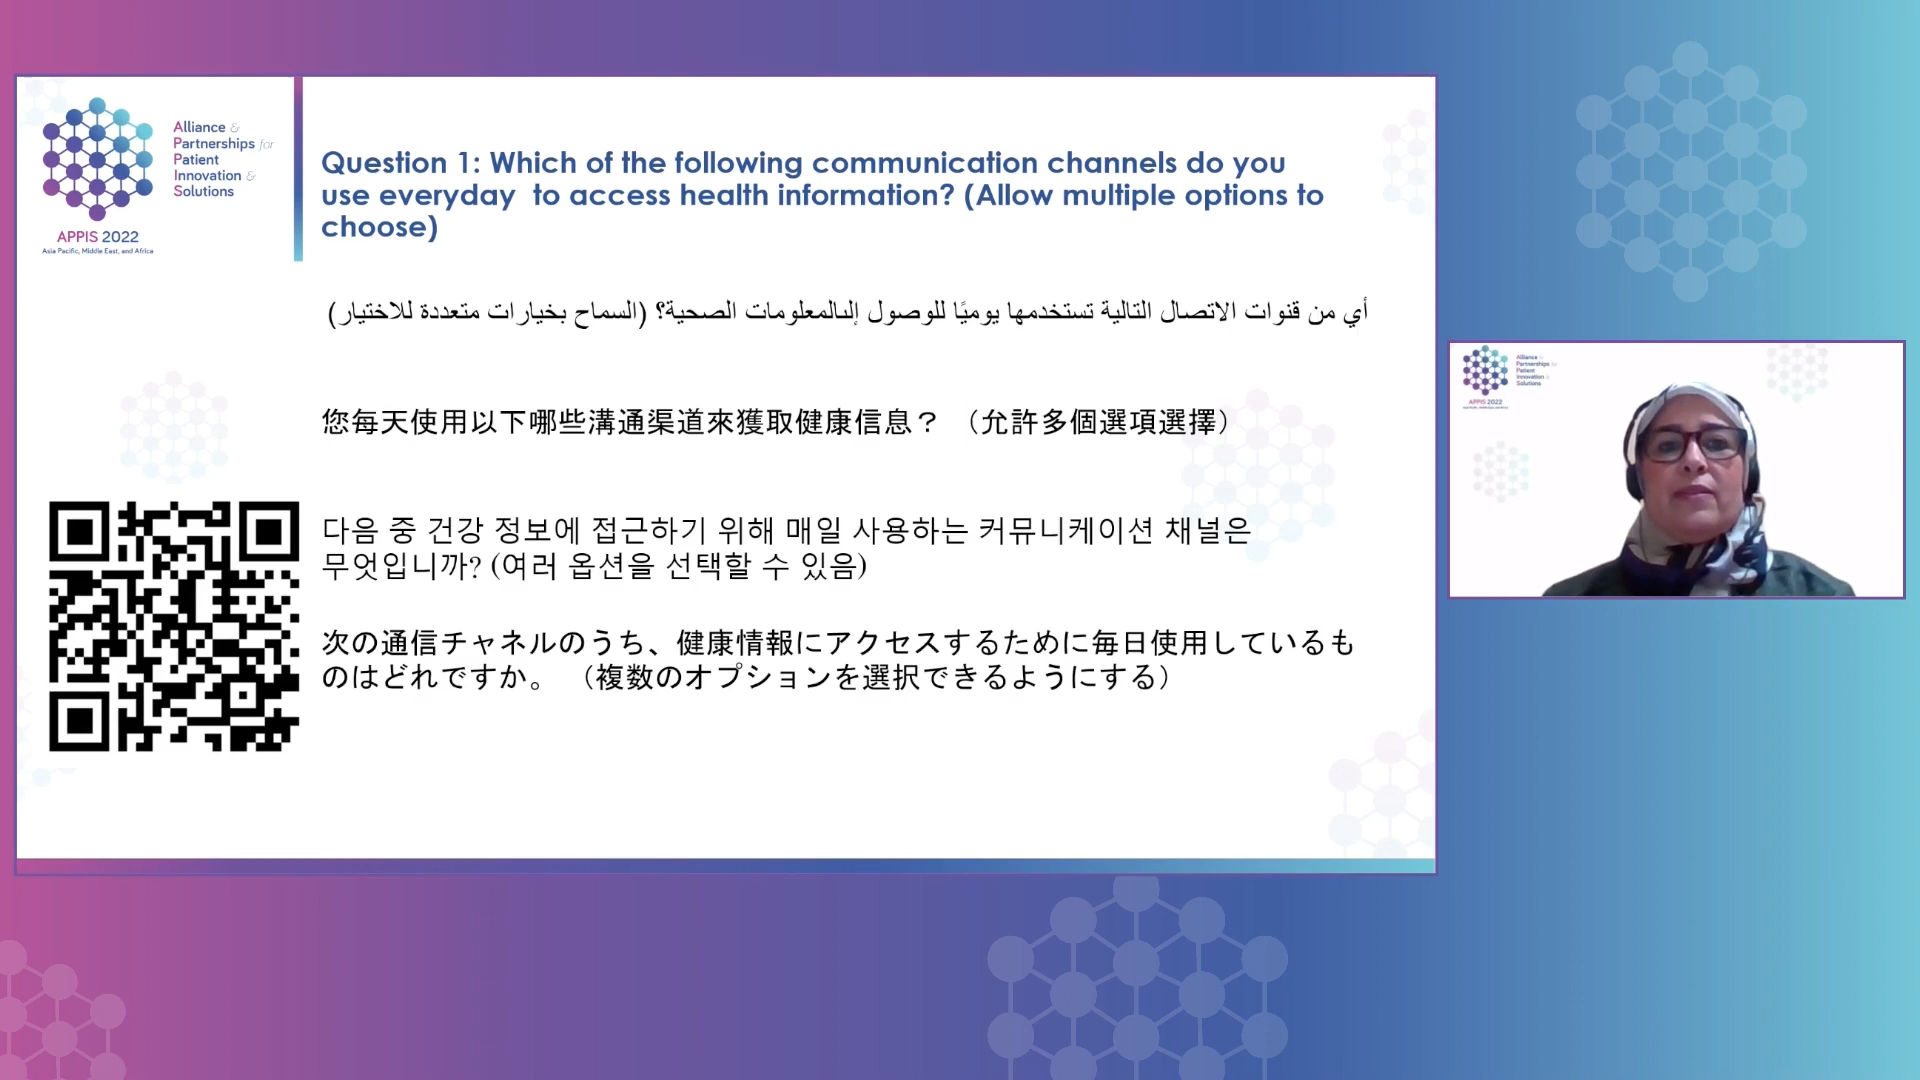 Alliance &
Partnerships for
Patient
Innovation &
Solutions
APPIS 2022
Asia Pacific, Middle East, and Africa
Question 1: Which of the following communication channels do you
use everyday to access health information? (Allow multiple options to
choose)
أي من قنوات الاتصال التالية تستخدمها يوميًا للوصول إلىالمعلومات الصحية؟ (السماح بخيارات متعددة للاختيار)
您每天使用以下哪些溝通渠道來獲取健康信息？ （允許多個選項選擇）
다음 중 건강 정보에 접근하기 위해 매일 사용하는 커뮤니케이션 채널은
무엇입니까? (여러 옵션을 선택할 수 있음)
次の通信チャネルのうち、健康情報にアクセスするために毎日使用しているも
のはどれですか。 （複数のオプションを選択できるようにする）
Alliance &
Partnerships for
Patient
Innovation &
Solutions
APPIS 2022